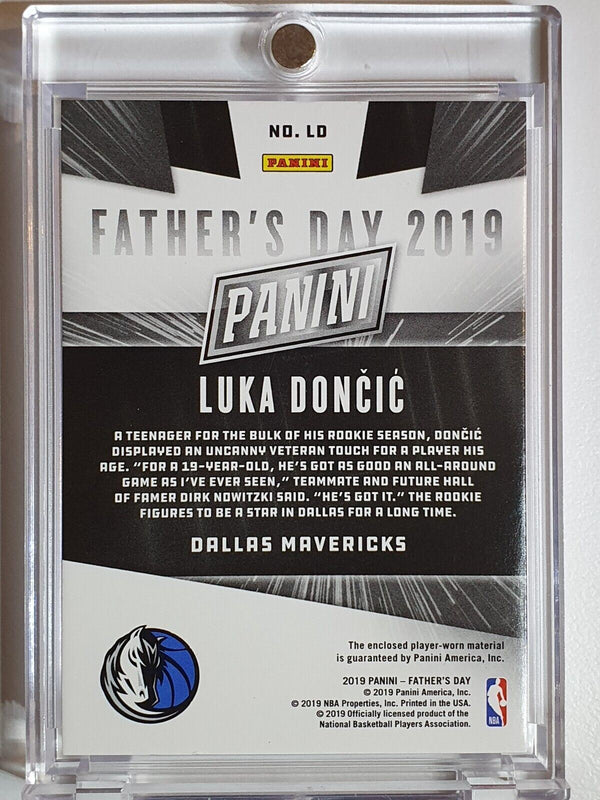 NO. LD
PANINI
FATHER'S DAY 2019
PANINI
LUKA DONČIĆ
A TEENAGER FOR THE BULK OF HIS ROOKIE SEASON, DONČIĆ
DISPLAYED AN UNCANNY VETERAN TOUCH FOR A PLAYER HIS
AGE. "FOR A 19-YEAR-OLD, HE'S GOT AS GOOD AN ALL-AROUND
GAME AS I'VE EVER SEEN," TEAMMATE AND FUTURE HALL
OF FAMER DIRK NOWITZKI SAID. "HE'S GOT IT." THE ROOKIE
FIGURES TO BE A STAR IN DALLAS FOR A LONG TIME.
DALLAS MAVERICKS
The enclosed player-worn material
is guaranteed by Panini America, Inc.
2019 PANINI – FATHER'S DAY
© 2019 Panini America, Inc.
© 2019 NBA Properties, Inc. Printed in the USA.
© 2019 Officially licensed product of the
National Basketball Players Association.
NBA